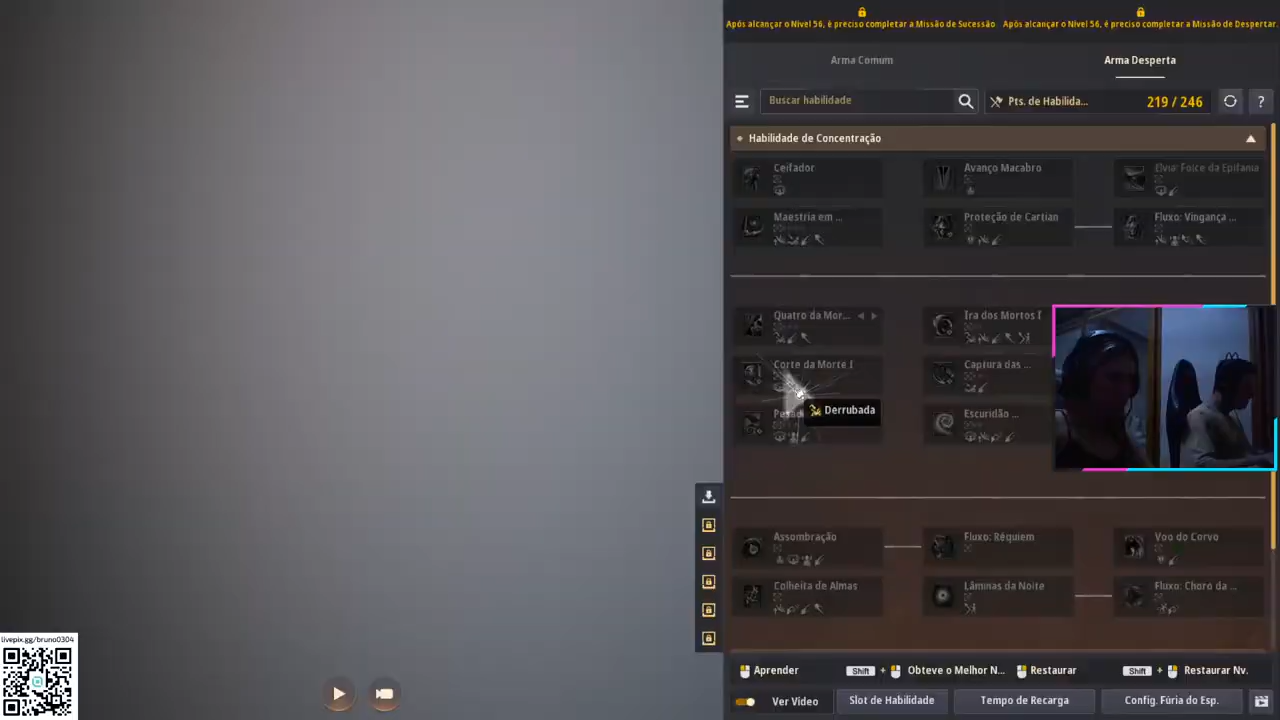 Após alcançar o Nível 56, é preciso completar a Missão de Sucessão
Após alcançar o Nível 56, é preciso completar a Missão de Despertar.
Arma Comum
Arma Desperta
Buscar habilidade
Pts. de Habilida...
219 / 246
?
Habilidade de Concentração
Ceifador
Avanço Macabro
Elvia: Foice da Epifania
Maestria em ...
Proteção de Cartian
Fluxo: Vingança ...
Quatro da Mor...
Ira dos Mortos I
Corte da Morte I
Captura das ...
Derrubada
Escuridão ...
Assombração
Fluxo: Réquiem
Voo do Corvo
Colheita de Almas
Lâminas da Noite
Fluxo: Choro da ...
Aprender
Shift + Obteve o Melhor N...
Restaurar
Shift + Restaurar Nv.
Ver Vídeo
Slot de Habilidade
Tempo de Recarga
Config. Fúria do Esp.
livepix.gg/bruno0304